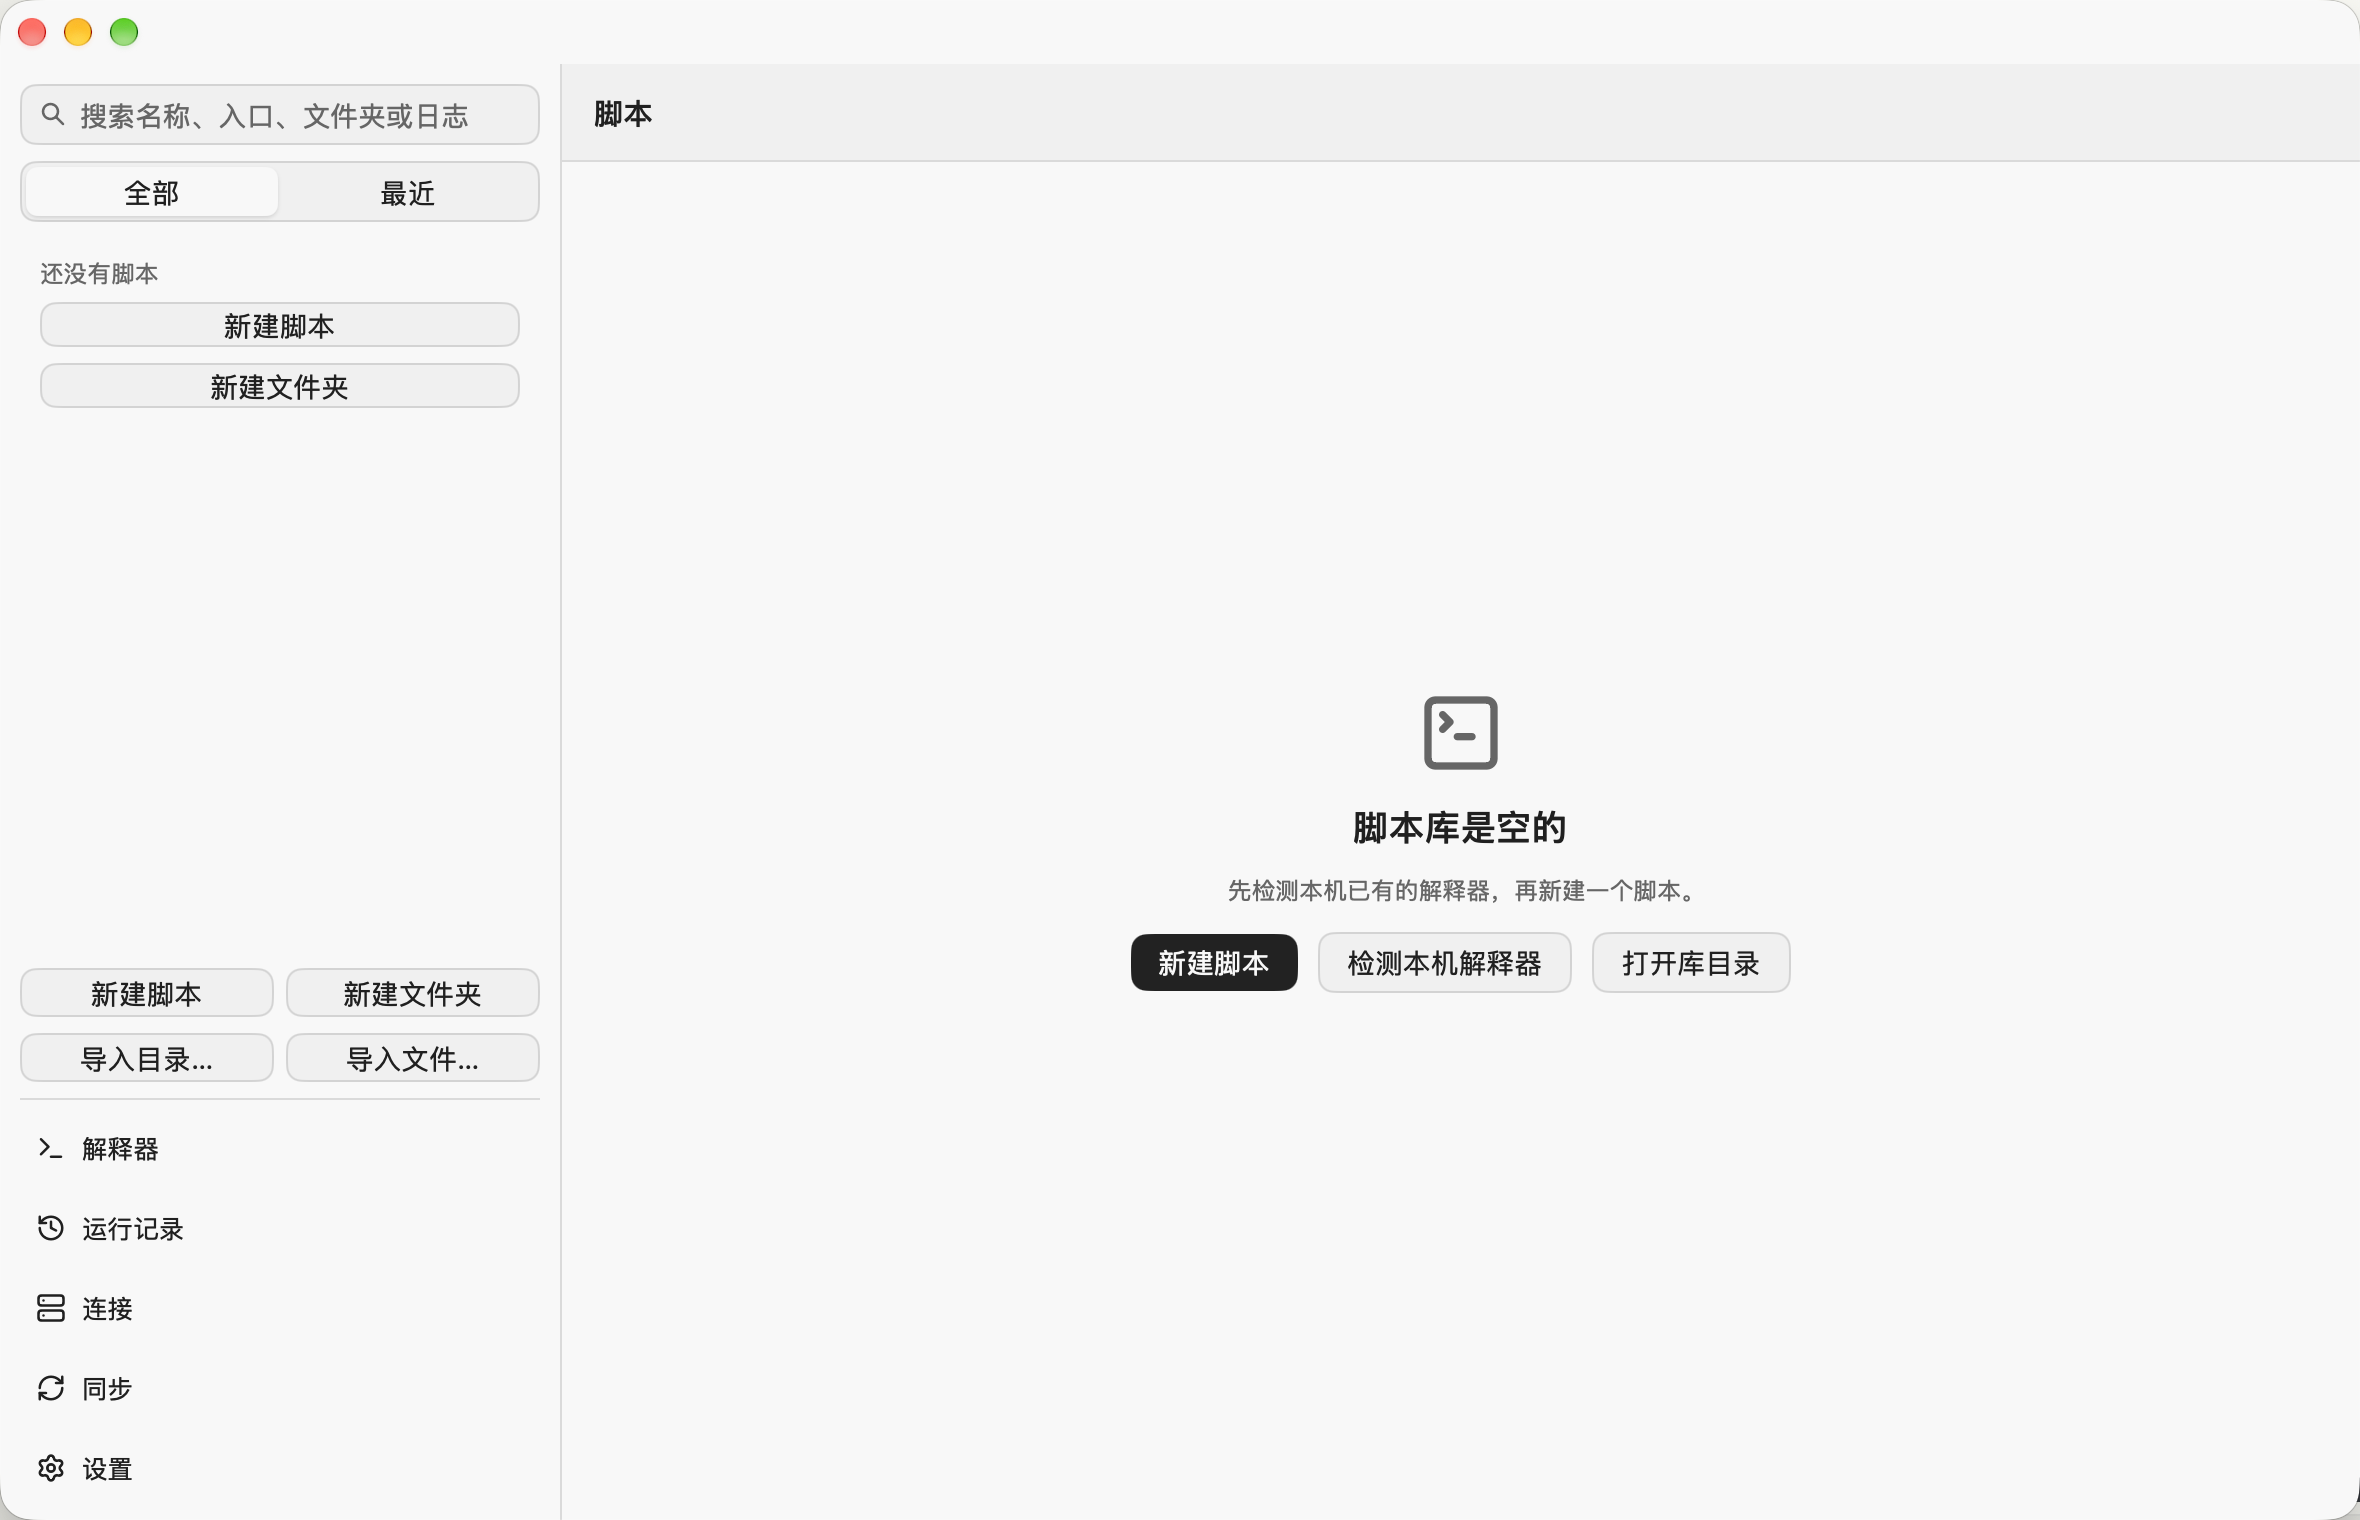 搜索名称、入口、文件夹或日志
全部
最近
还没有脚本
新建脚本
新建文件夹
新建脚本
新建文件夹
导入目录...
导入文件...
解释器
运行记录
连接
同步
设置
脚本
脚本库是空的
先检测本机已有的解释器，再新建一个脚本。
新建脚本
检测本机解释器
打开库目录